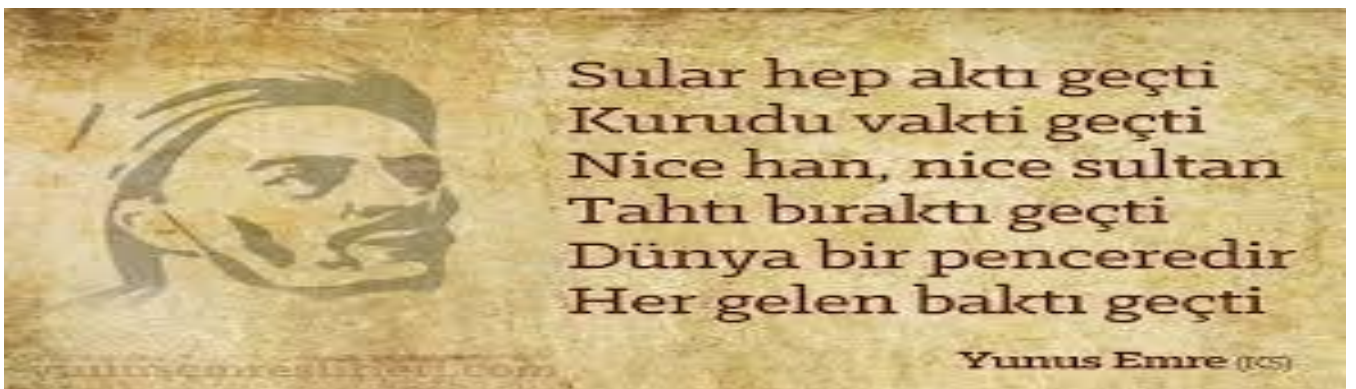 Sular hep aktı geçti
Kurudu vakti geçti
Nice han, nice sultan
Tahtı bıraktı geçti
Dünya bir penceredir
Her gelen baktı geçti
Yunus Emre (KS)